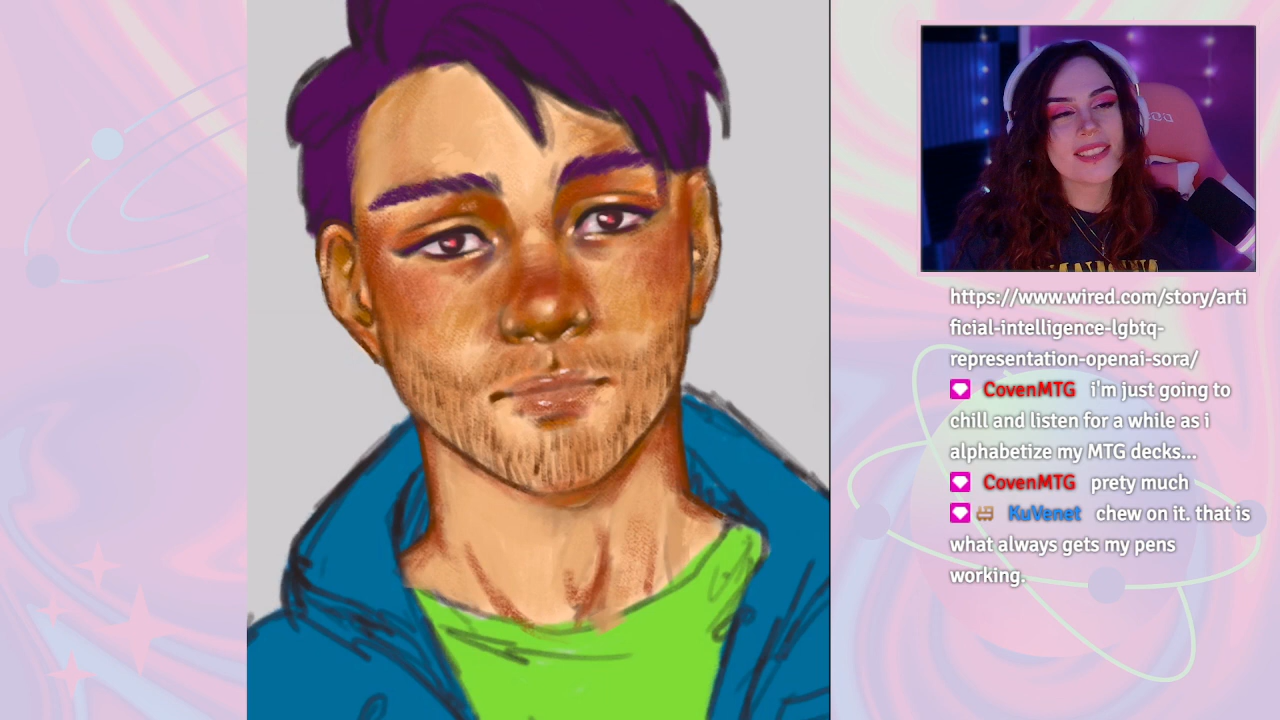 https://www.wired.com/story/arti
ficial-intelligence-lgbtq-
representation-openai-sora/
CovenMTG i'm just going to
chill and listen for a while as i
alphabetize my MTG decks...
CovenMTG prety much
KuVenet chew on it. that is
what always gets my pens
working.